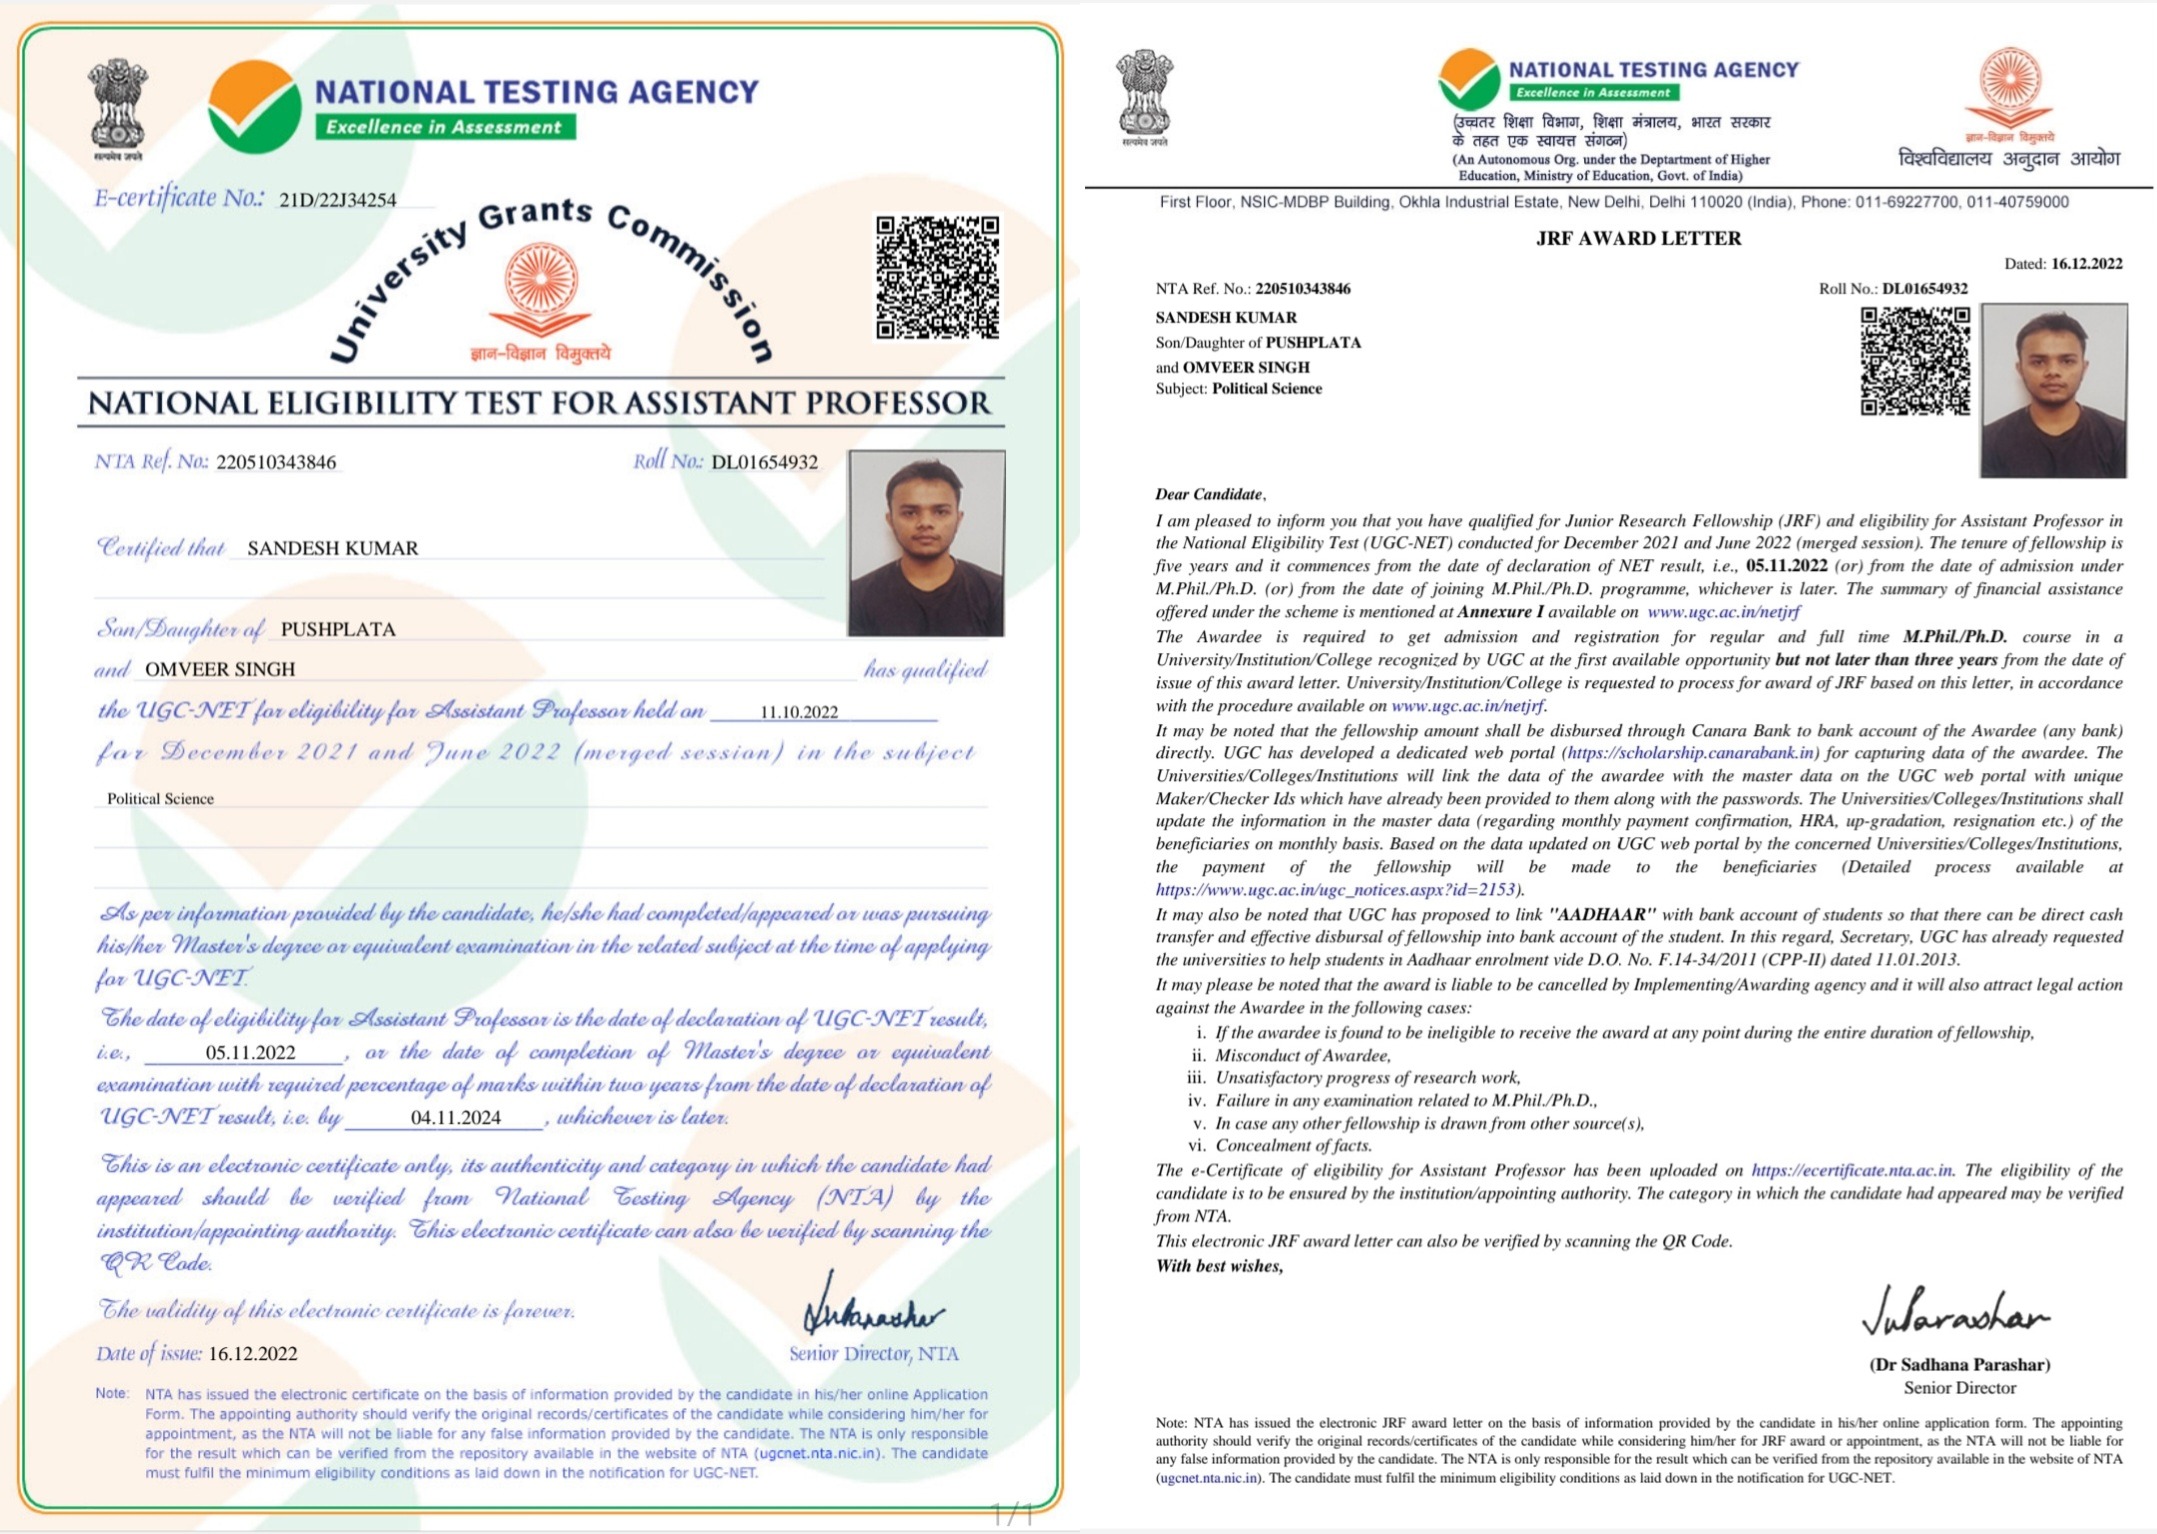 सत्यमेव जयते
NATIONAL TESTING AGENCY
Excellence in Assessment
E-certificate No.: 21D/22J34254
University Grants Commission
ज्ञान-विज्ञान विमुक्तये
NATIONAL ELIGIBILITY TEST FOR ASSISTANT PROFESSOR
NTA Ref. No.: 220510343846 Roll No.: DL01654932
Certified that SANDESH KUMAR
Son/Daughter of PUSHPLATA
and OMVEER SINGH has qualified
the UGC-NET for eligibility for Assistant Professor held on 11.10.2022
for December 2021 and June 2022 (merged session) in the subject
Political Science
As per information provided by the candidate, he/she had completed/appeared or was pursuing
his/her Master's degree or equivalent examination in the related subject at the time of applying
for UGC-NET.
The date of eligibility for Assistant Professor is the date of declaration of UGC-NET result,
i.e., 05.11.2022, or the date of completion of Master's degree or equivalent
examination with required percentage of marks within two years from the date of declaration of
UGC-NET result, i.e. by 04.11.2024, whichever is later.
This is an electronic certificate only, its authenticity and category in which the candidate had
appeared should be verified from National Testing Agency (NTA) by the
institution/appointing authority. This electronic certificate can also be verified by scanning the
QR Code.
The validity of this electronic certificate is forever.
Date of issue: 16.12.2022
Senior Director, NTA
Note: NTA has issued the electronic certificate on the basis of information provided by the candidate in his/her online Application
Form. The appointing authority should verify the original records/certificates of the candidate while considering him/her for
appointment, as the NTA will not be liable for any false information provided by the candidate. The NTA is only responsible
for the result which can be verified from the repository available in the website of NTA (ugcnet.nta.nic.in). The candidate
must fulfil the minimum eligibility conditions as laid down in the notification for UGC-NET.
1/1
सत्यमेव जयते
NATIONAL TESTING AGENCY
Excellence in Assessment
(उच्चतर शिक्षा विभाग, शिक्षा मंत्रालय, भारत सरकार
के तहत एक स्वायत्त संगठन)
(An Autonomous Org. under the Deptartment of Higher
Education, Ministry of Education, Govt. of India)
ज्ञान-विज्ञान विमुक्तये
विश्वविद्यालय अनुदान आयोग
First Floor, NSIC-MDBP Building, Okhla Industrial Estate, New Delhi, Delhi 110020 (India), Phone: 011-69227700, 011-40759000
JRF AWARD LETTER
Dated: 16.12.2022
NTA Ref. No.: 220510343846 Roll No.: DL01654932
SANDESH KUMAR
Son/Daughter of PUSHPLATA
and OMVEER SINGH
Subject: Political Science
Dear Candidate,
I am pleased to inform you that you have qualified for Junior Research Fellowship (JRF) and eligibility for Assistant Professor in
the National Eligibility Test (UGC-NET) conducted for December 2021 and June 2022 (merged session). The tenure of fellowship is
five years and it commences from the date of declaration of NET result, i.e., 05.11.2022 (or) from the date of admission under
M.Phil./Ph.D. (or) from the date of joining M.Phil./Ph.D. programme, whichever is later. The summary of financial assistance
offered under the scheme is mentioned at Annexure I available on www.ugc.ac.in/netjrf
The Awardee is required to get admission and registration for regular and full time M.Phil./Ph.D. course in a
University/Institution/College recognized by UGC at the first available opportunity but not later than three years from the date of
issue of this award letter. University/Institution/College is requested to process for award of JRF based on this letter, in accordance
with the procedure available on www.ugc.ac.in/netjrf.
It may be noted that the fellowship amount shall be disbursed through Canara Bank to bank account of the Awardee (any bank)
directly. UGC has developed a dedicated web portal (https://scholarship.canarabank.in) for capturing data of the awardee. The
Universities/Colleges/Institutions will link the data of the awardee with the master data on the UGC web portal with unique
Maker/Checker Ids which have already been provided to them along with the passwords. The Universities/Colleges/Institutions shall
update the information in the master data (regarding monthly payment confirmation, HRA, up-gradation, resignation etc.) of the
beneficiaries on monthly basis. Based on the data updated on UGC web portal by the concerned Universities/Colleges/Institutions,
the payment of the fellowship will be made to the beneficiaries (Detailed process available at
https://www.ugc.ac.in/ugc_notices.aspx?id=2153).
It may also be noted that UGC has proposed to link "AADHAAR" with bank account of students so that there can be direct cash
transfer and effective disbursal of fellowship into bank account of the student. In this regard, Secretary, UGC has already requested
the universities to help students in Aadhaar enrolment vide D.O. No. F.14-34/2011 (CPP-II) dated 11.01.2013.
It may please be noted that the award is liable to be cancelled by Implementing/Awarding agency and it will also attract legal action
against the Awardee in the following cases:
i. If the awardee is found to be ineligible to receive the award at any point during the entire duration of fellowship,
ii. Misconduct of Awardee,
iii. Unsatisfactory progress of research work,
iv. Failure in any examination related to M.Phil./Ph.D.,
v. In case any other fellowship is drawn from other source(s),
vi. Concealment of facts.
The e-Certificate of eligibility for Assistant Professor has been uploaded on https://ecertificate.nta.ac.in. The eligibility of the
candidate is to be ensured by the institution/appointing authority. The category in which the candidate had appeared may be verified
from NTA.
This electronic JRF award letter can also be verified by scanning the QR Code.
With best wishes,
(Dr Sadhana Parashar)
Senior Director
Note: NTA has issued the electronic JRF award letter on the basis of information provided by the candidate in his/her online application form. The appointing
authority should verify the original records/certificates of the candidate while considering him/her for JRF award or appointment, as the NTA will not be liable for
any false information provided by the candidate. The NTA is only responsible for the result which can be verified from the repository available in the website of NTA
(ugcnet.nta.nic.in). The candidate must fulfil the minimum eligibility conditions as laid down in the notification for UGC-NET.